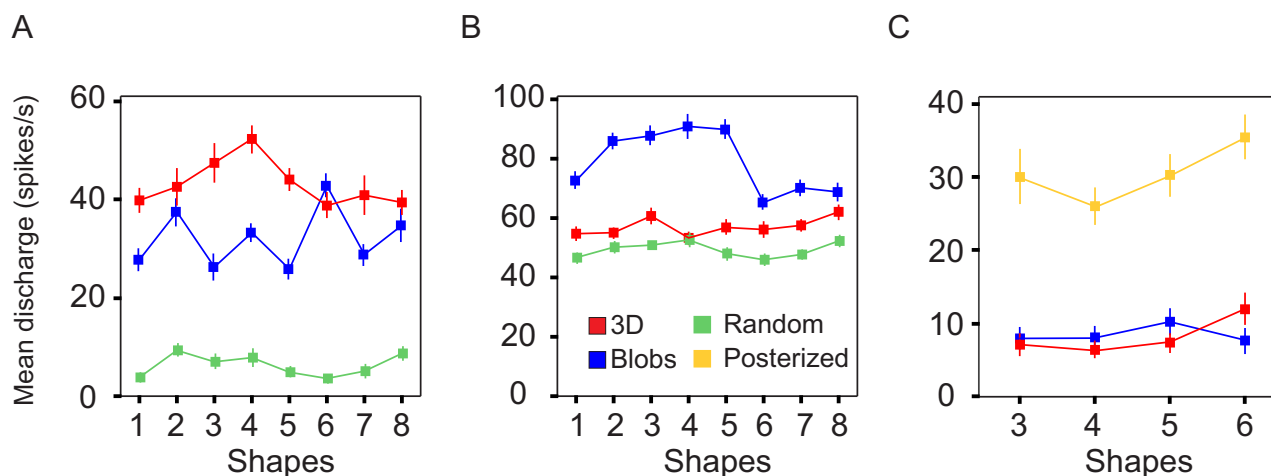 A
B
C
Mean discharge (spikes/s)
60
40
20
0
1 2 3 4 5 6 7 8
Shapes
100
80
60
40
20
0
3D
Random
Blobs
Posterized
1 2 3 4 5 6 7 8
Shapes
40
30
20
10
0
3 4 5 6
Shapes